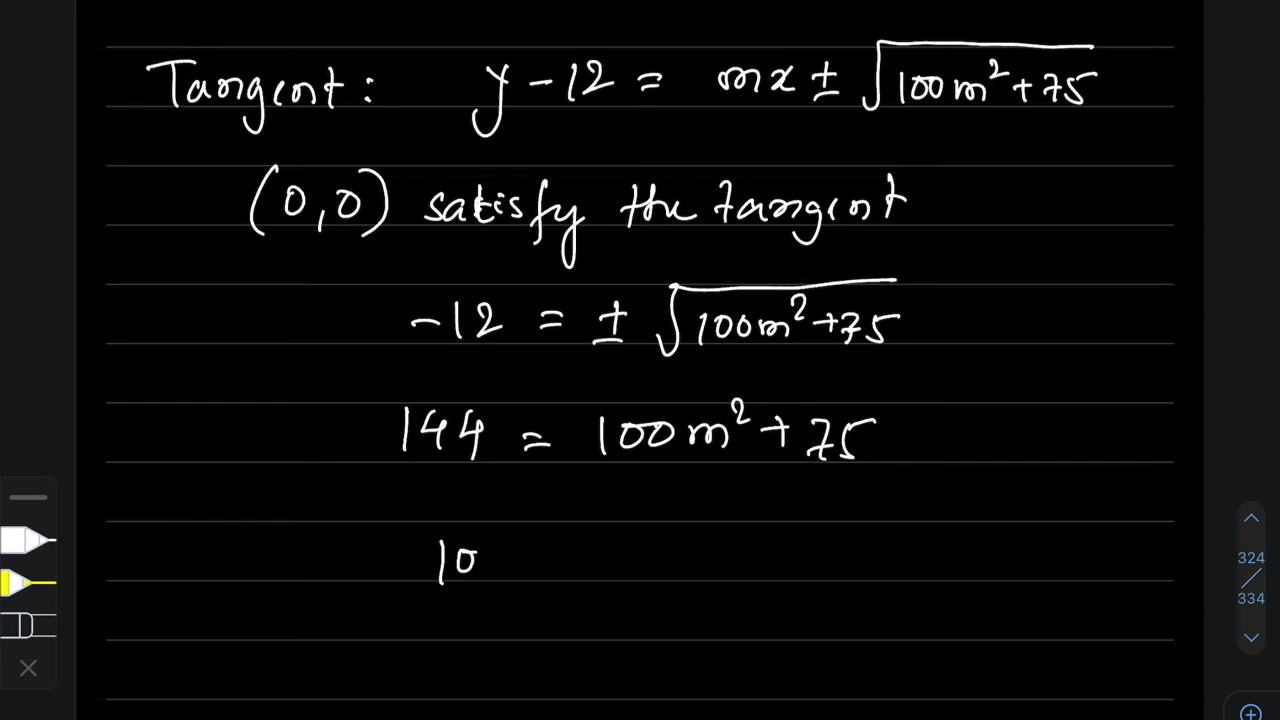 Tangent: y - 12 = mx ± √(100m² + 75)
(0,0) satisfy the tangent
-12 = ± √(100m² + 75)
144 = 100m² + 75
10
324
334